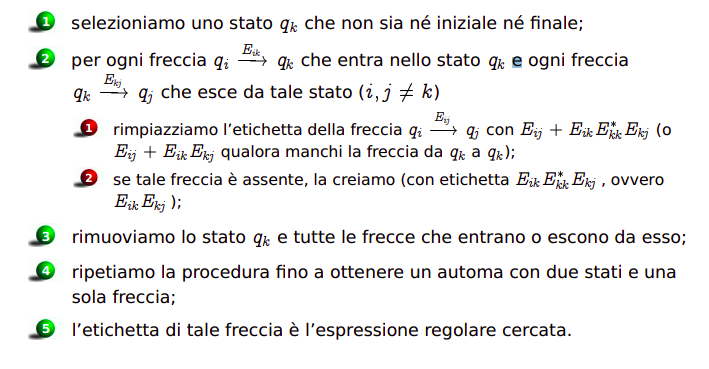 1 selezioniamo uno stato $q_k$ che non sia né iniziale né finale;
2 per ogni freccia $q_i \xrightarrow{E_{ik}} q_k$ che entra nello stato $q_k$ e ogni freccia
$q_k \xrightarrow{E_{kj}} q_j$ che esce da tale stato ($i, j \neq k$)
1 rimpiazziamo l'etichetta della freccia $q_i \xrightarrow{E_{ij}} q_j$ con $E_{ij} + E_{ik} E_{kk}^* E_{kj}$ (o
$E_{ij} + E_{ik} E_{kj}$ qualora manchi la freccia da $q_k$ a $q_k$);
2 se tale freccia è assente, la creiamo (con etichetta $E_{ik} E_{kk}^* E_{kj}$ , ovvero
$E_{ik} E_{kj}$ );
3 rimuoviamo lo stato $q_k$ e tutte le frecce che entrano o escono da esso;
4 ripetiamo la procedura fino a ottenere un automa con due stati e una
sola freccia;
5 l'etichetta di tale freccia è l'espressione regolare cercata.